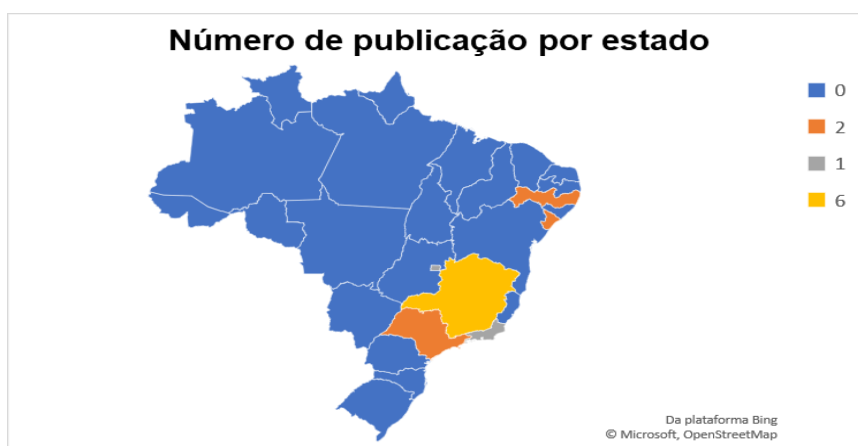 Número de publicação por estado
0
2
1
6
Da plataforma Bing
© Microsoft, OpenStreetMap